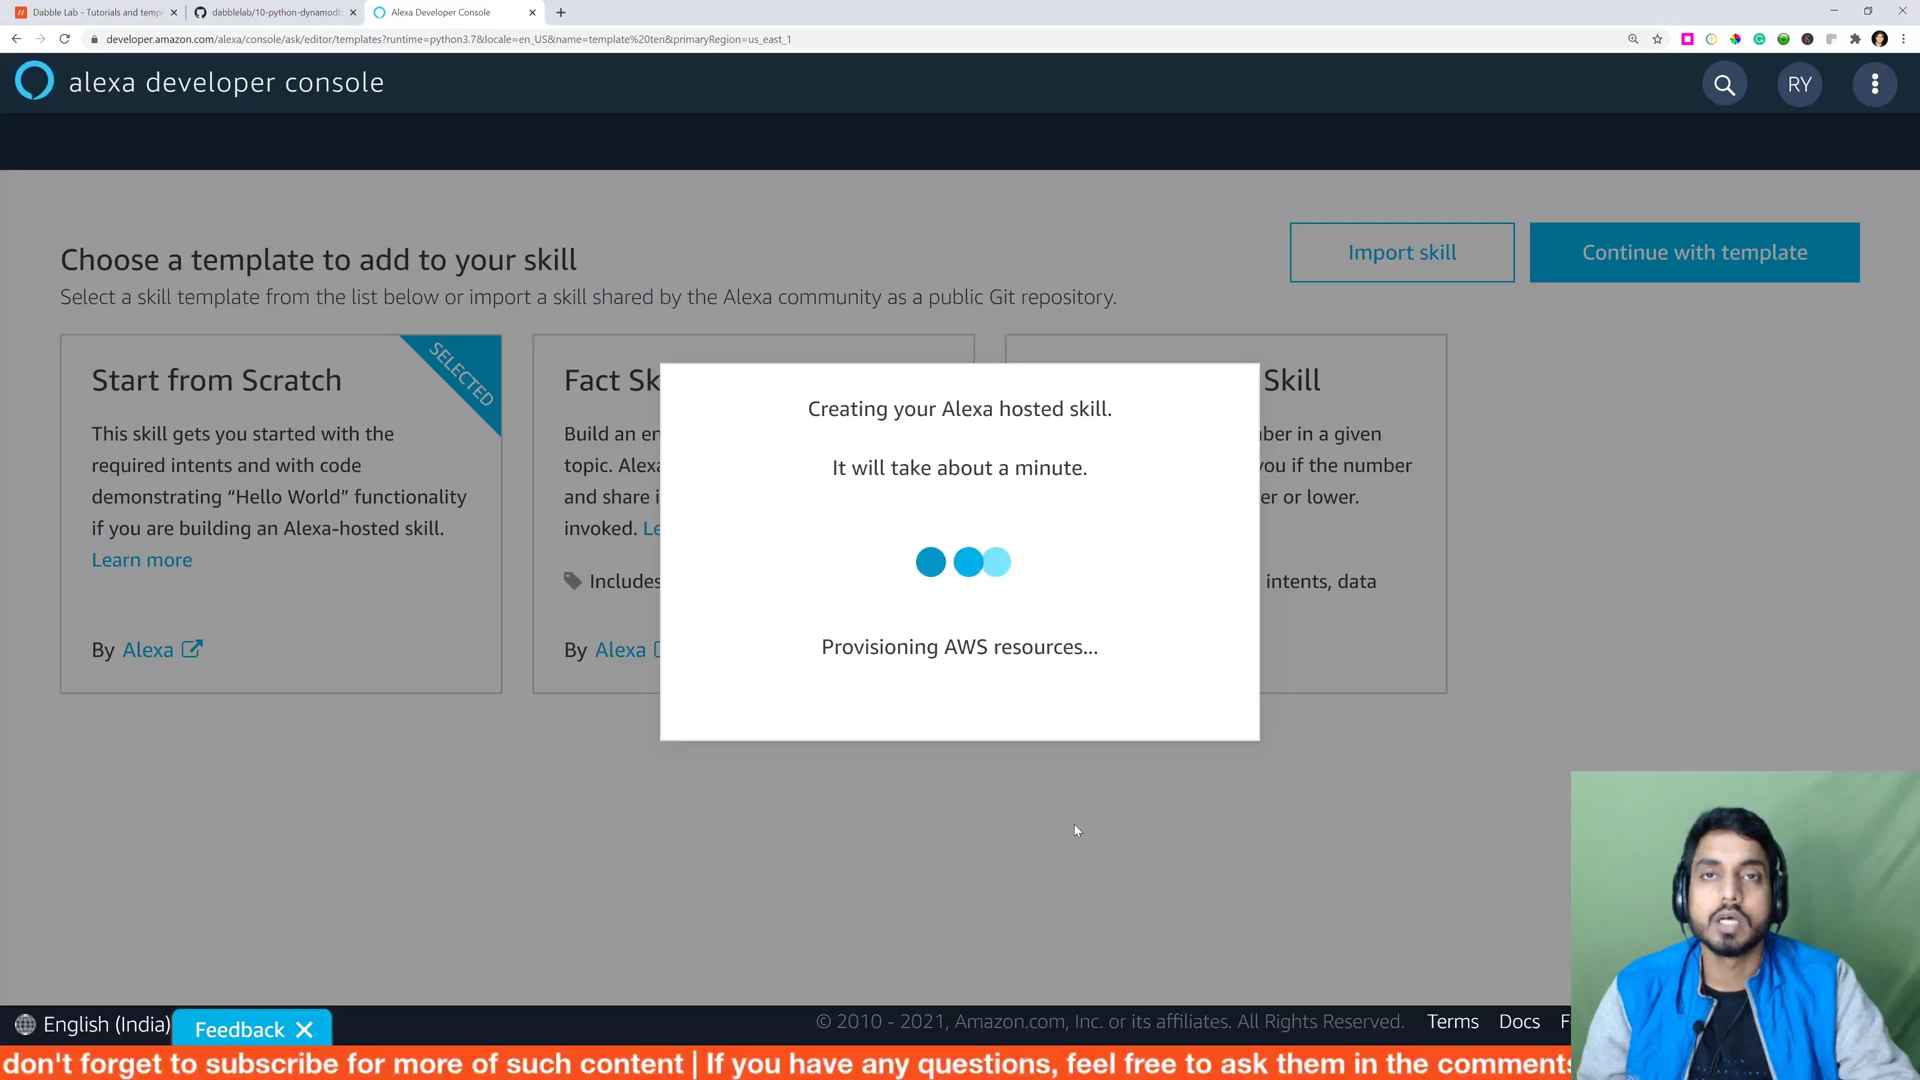 Dabble Lab - Tutorials and temp
dabblelab/10-python-dynamodb
Alexa Developer Console
developer.amazon.com/alexa/console/ask/editor/templates?runtime=python3.7&locale=en_US&name=template%20ten&primaryRegion=us_east_1
alexa developer console
RY
Choose a template to add to your skill
Select a skill template from the list below or import a skill shared by the Alexa community as a public Git repository.
Import skill
Continue with template
Start from Scratch
SELECTED
This skill gets you started with the
required intents and with code
demonstrating “Hello World” functionality
if you are building an Alexa-hosted skill.
Learn more
By Alexa
Fact Sk
Build an en
topic. Alexa
and share i
invoked. Le
Includes
By Alexa
Skill
ber in a given
ou if the number
er or lower.
intents, data
Creating your Alexa hosted skill.
It will take about a minute.
Provisioning AWS resources...
English (India)
Feedback
© 2010 - 2021, Amazon.com, Inc. or its affiliates. All Rights Reserved.
Terms
Docs
F
don't forget to subscribe for more of such content | If you have any questions, feel free to ask them in the comments